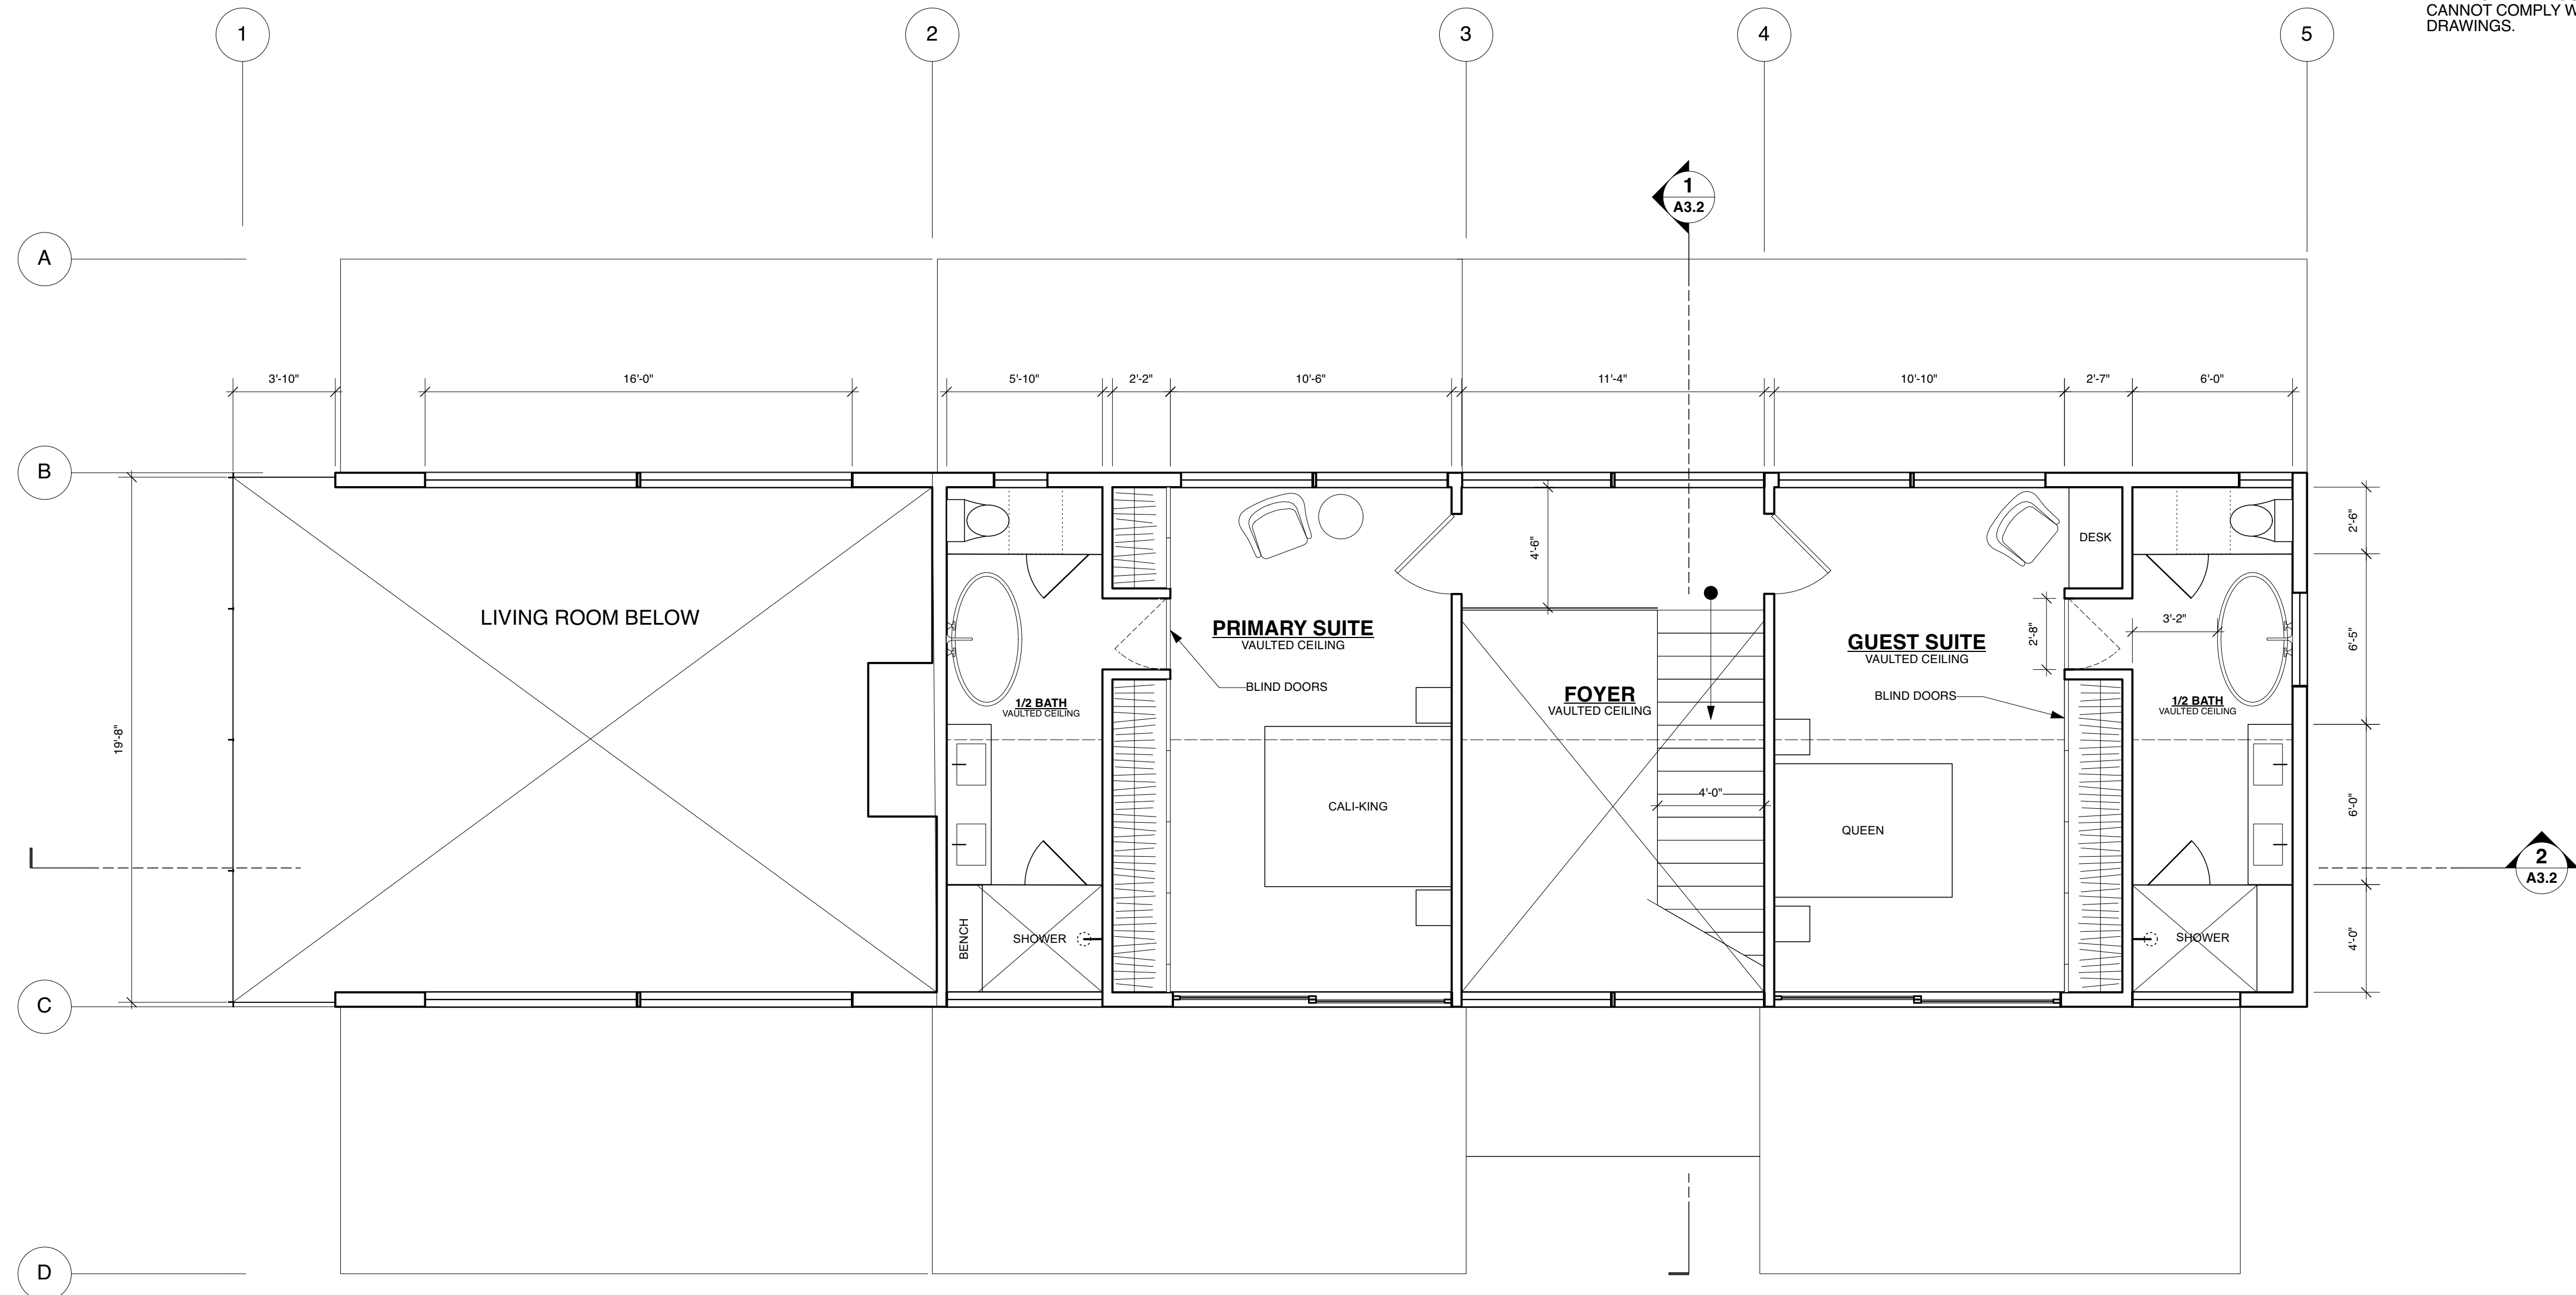 CANNOT COMPLY W
DRAWINGS.
1
2
3
4
5
1
A3.2
A
3'-10"
16'-0"
5'-10"
2'-2"
10'-6"
11'-4"
10'-10"
2'-7"
6'-0"
B
2'-6"
DESK
4'-6"
LIVING ROOM BELOW
PRIMARY SUITE
VAULTED CEILING
GUEST SUITE
VAULTED CEILING
2'-8"
3'-2"
6'-5"
BLIND DOORS
FOYER
VAULTED CEILING
BLIND DOORS
1/2 BATH
VAULTED CEILING
1/2 BATH
VAULTED CEILING
19'-8"
CALI-KING
4'-0"
QUEEN
6'-0"
2
A3.2
BENCH
SHOWER
SHOWER
4'-0"
C
D